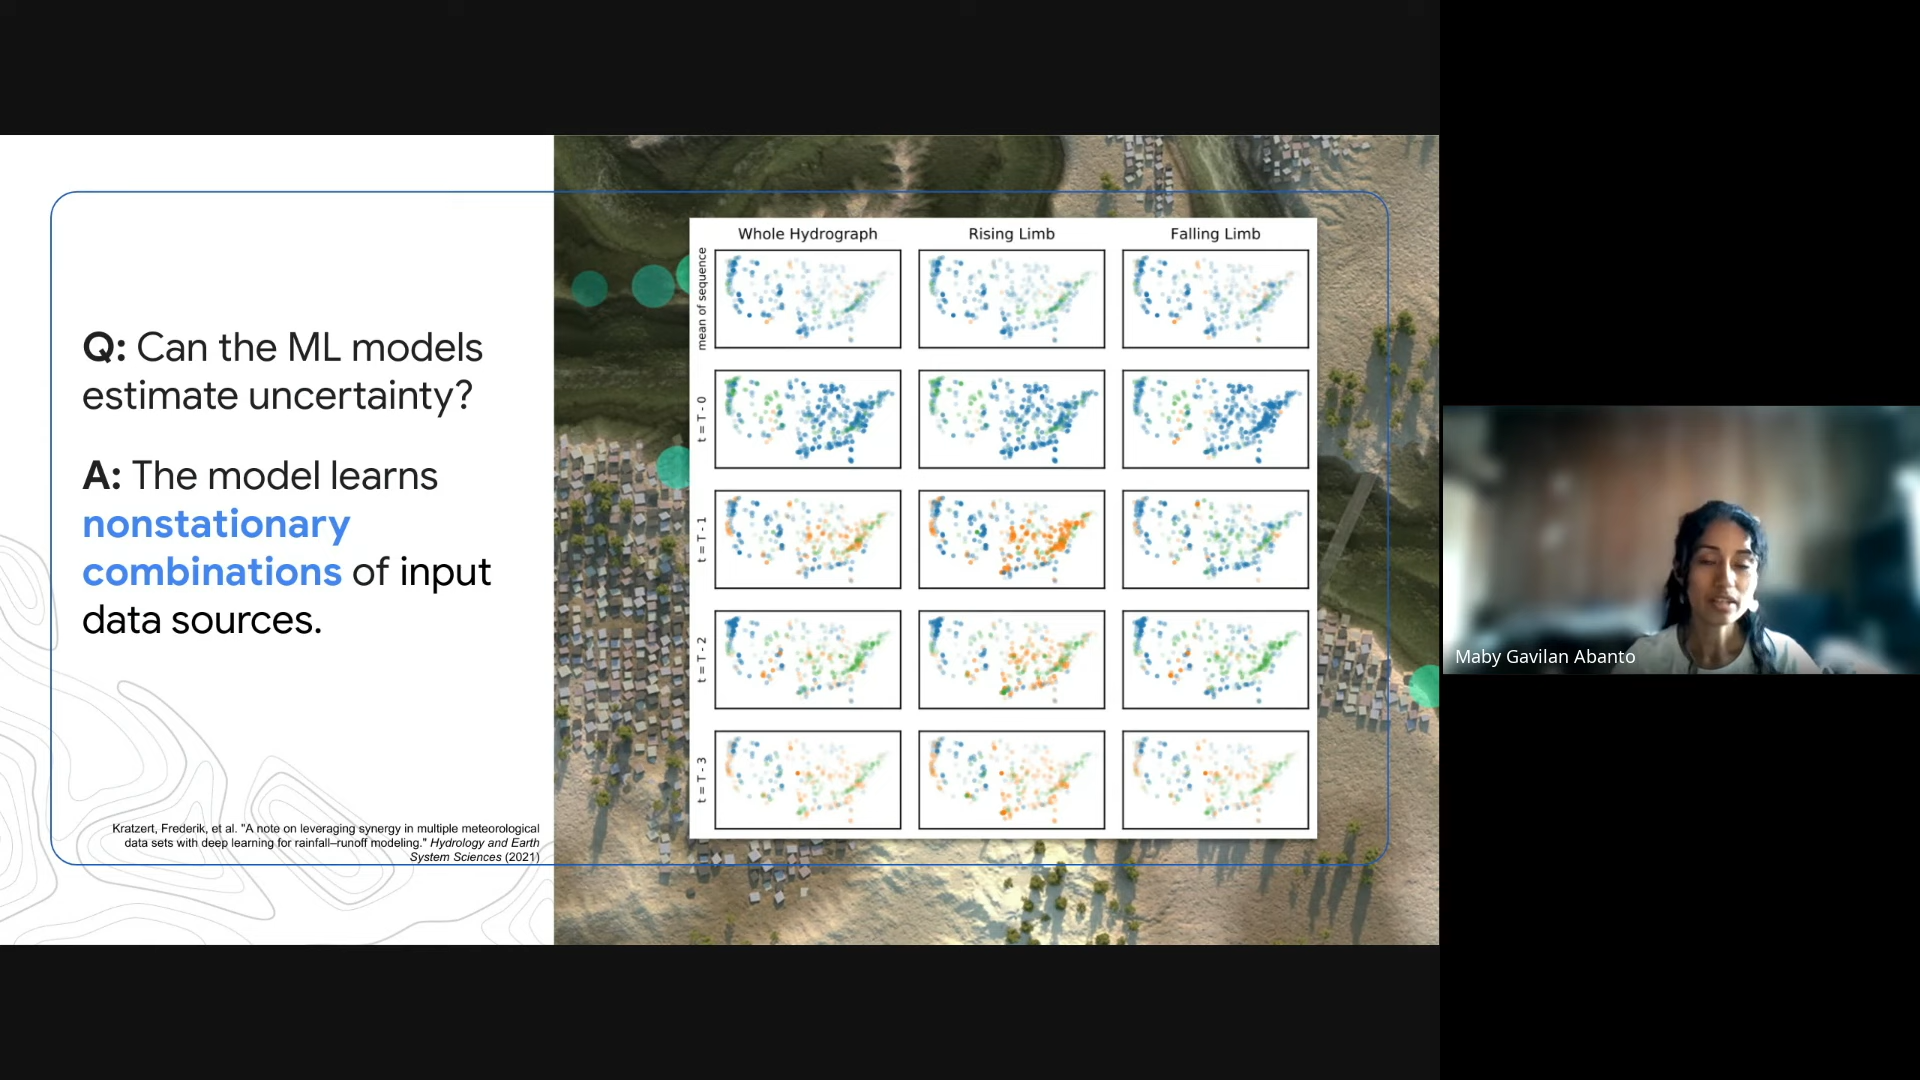 Q: Can the ML models
estimate uncertainty?
A: The model learns
nonstationary
combinations of input
data sources.
Kratzert, Frederik, et al. "A note on leveraging synergy in multiple meteorological
data sets with deep learning for rainfall–runoff modeling." Hydrology and Earth
System Sciences (2021)
Whole Hydrograph
Rising Limb
Falling Limb
mean of sequence
t = T - 0
t = T - 1
t = T - 2
t = T - 3
Maby Gavilan Abanto